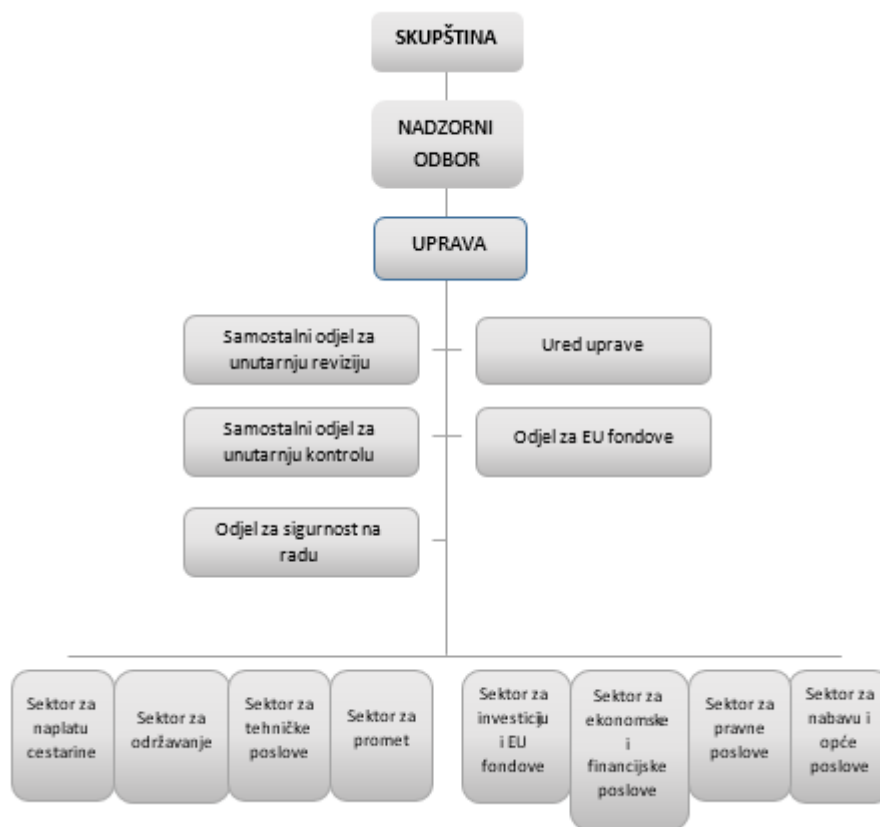 SKUPŠTINA
NADZORNI
ODBOR
UPRAVA
Samostalni odjel za
unutarnju reviziju
Ured uprave
Samostalni odjel za
unutarnju kontrolu
Odjel za EU fondove
Odjel za sigurnost na
radu
Sektor za
naplatu
cestarine
Sektor za
održavanje
Sektor za
tehničke
poslove
Sektor za
promet
Sektor za
investiciju
i EU
fondove
Sektor za
ekonomske
i
financijske
poslove
Sektor za
pravne
poslove
Sektor za
nabavu i
opće
poslove